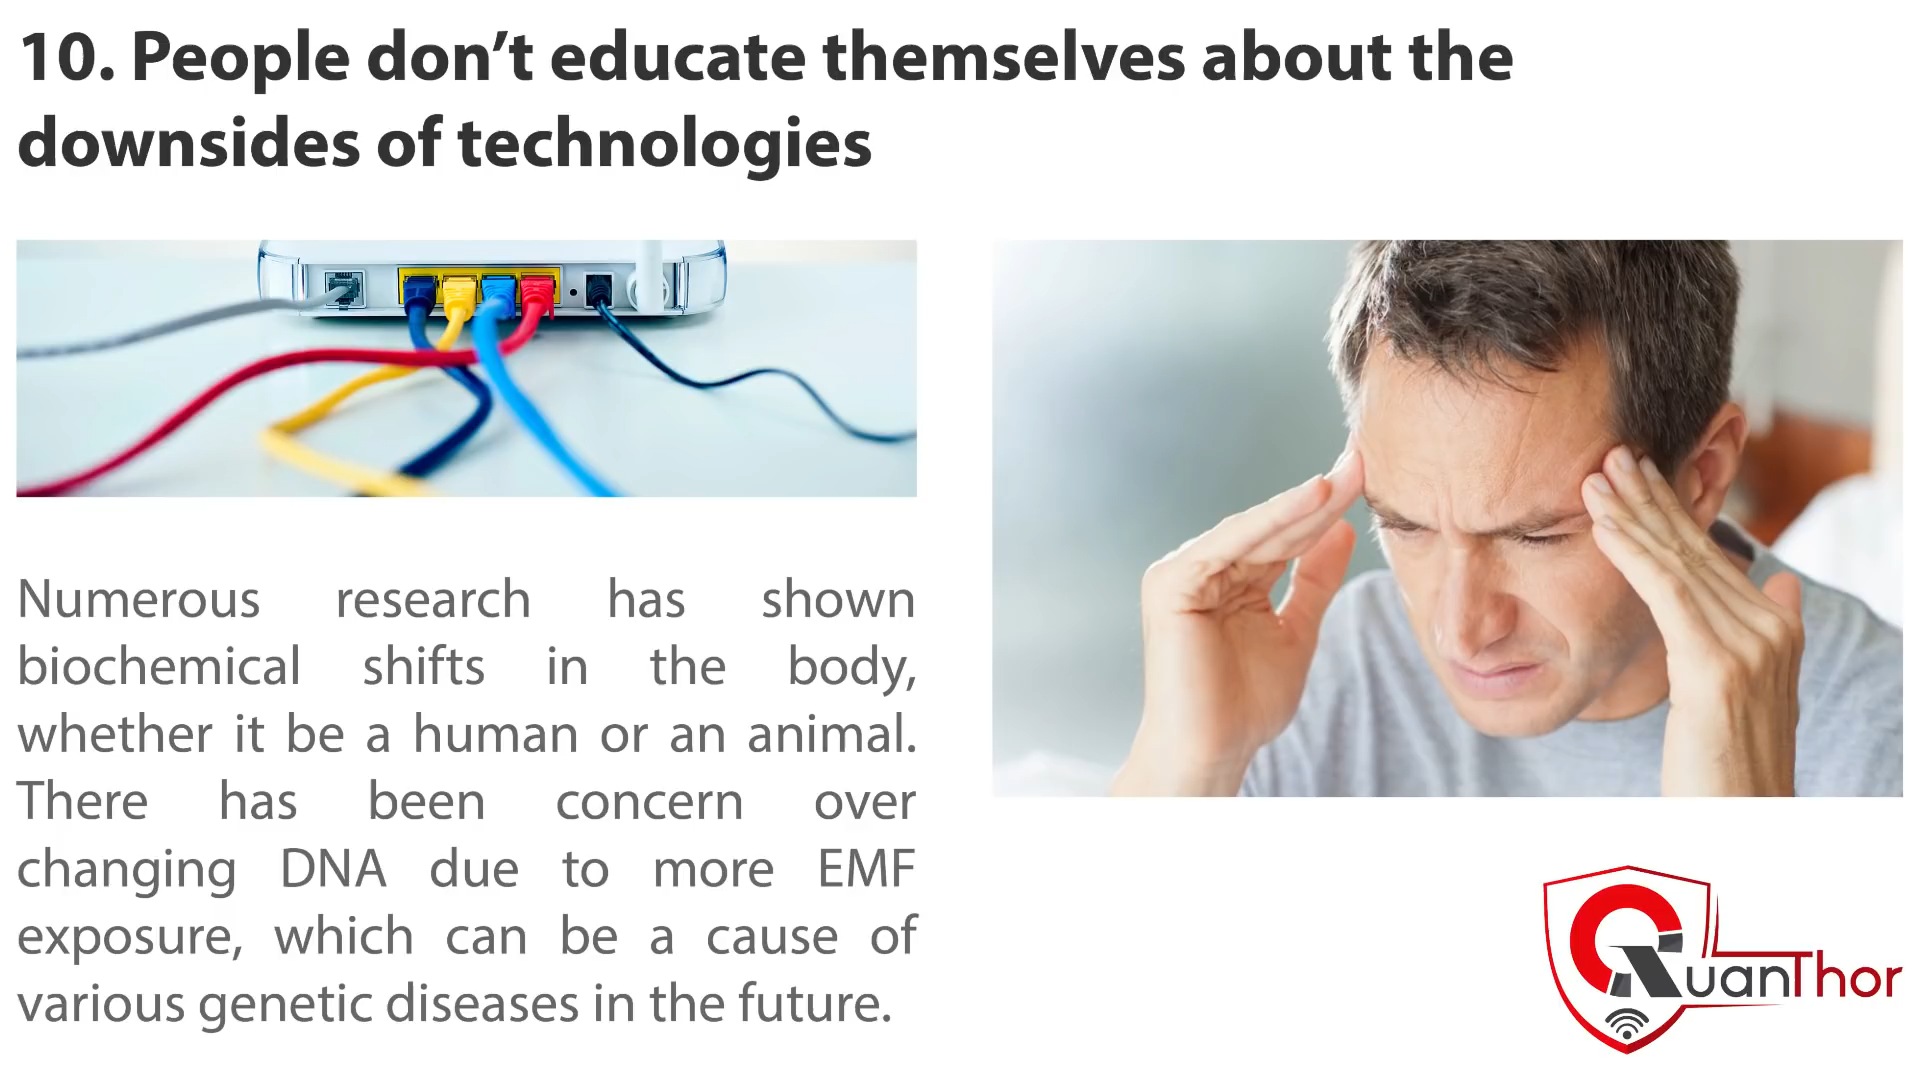 10. People don’t educate themselves about the
downsides of technologies
Numerous research has shown
biochemical shifts in the body,
whether it be a human or an animal.
There has been concern over
changing DNA due to more EMF
exposure, which can be a cause of
various genetic diseases in the future.
QuanThor